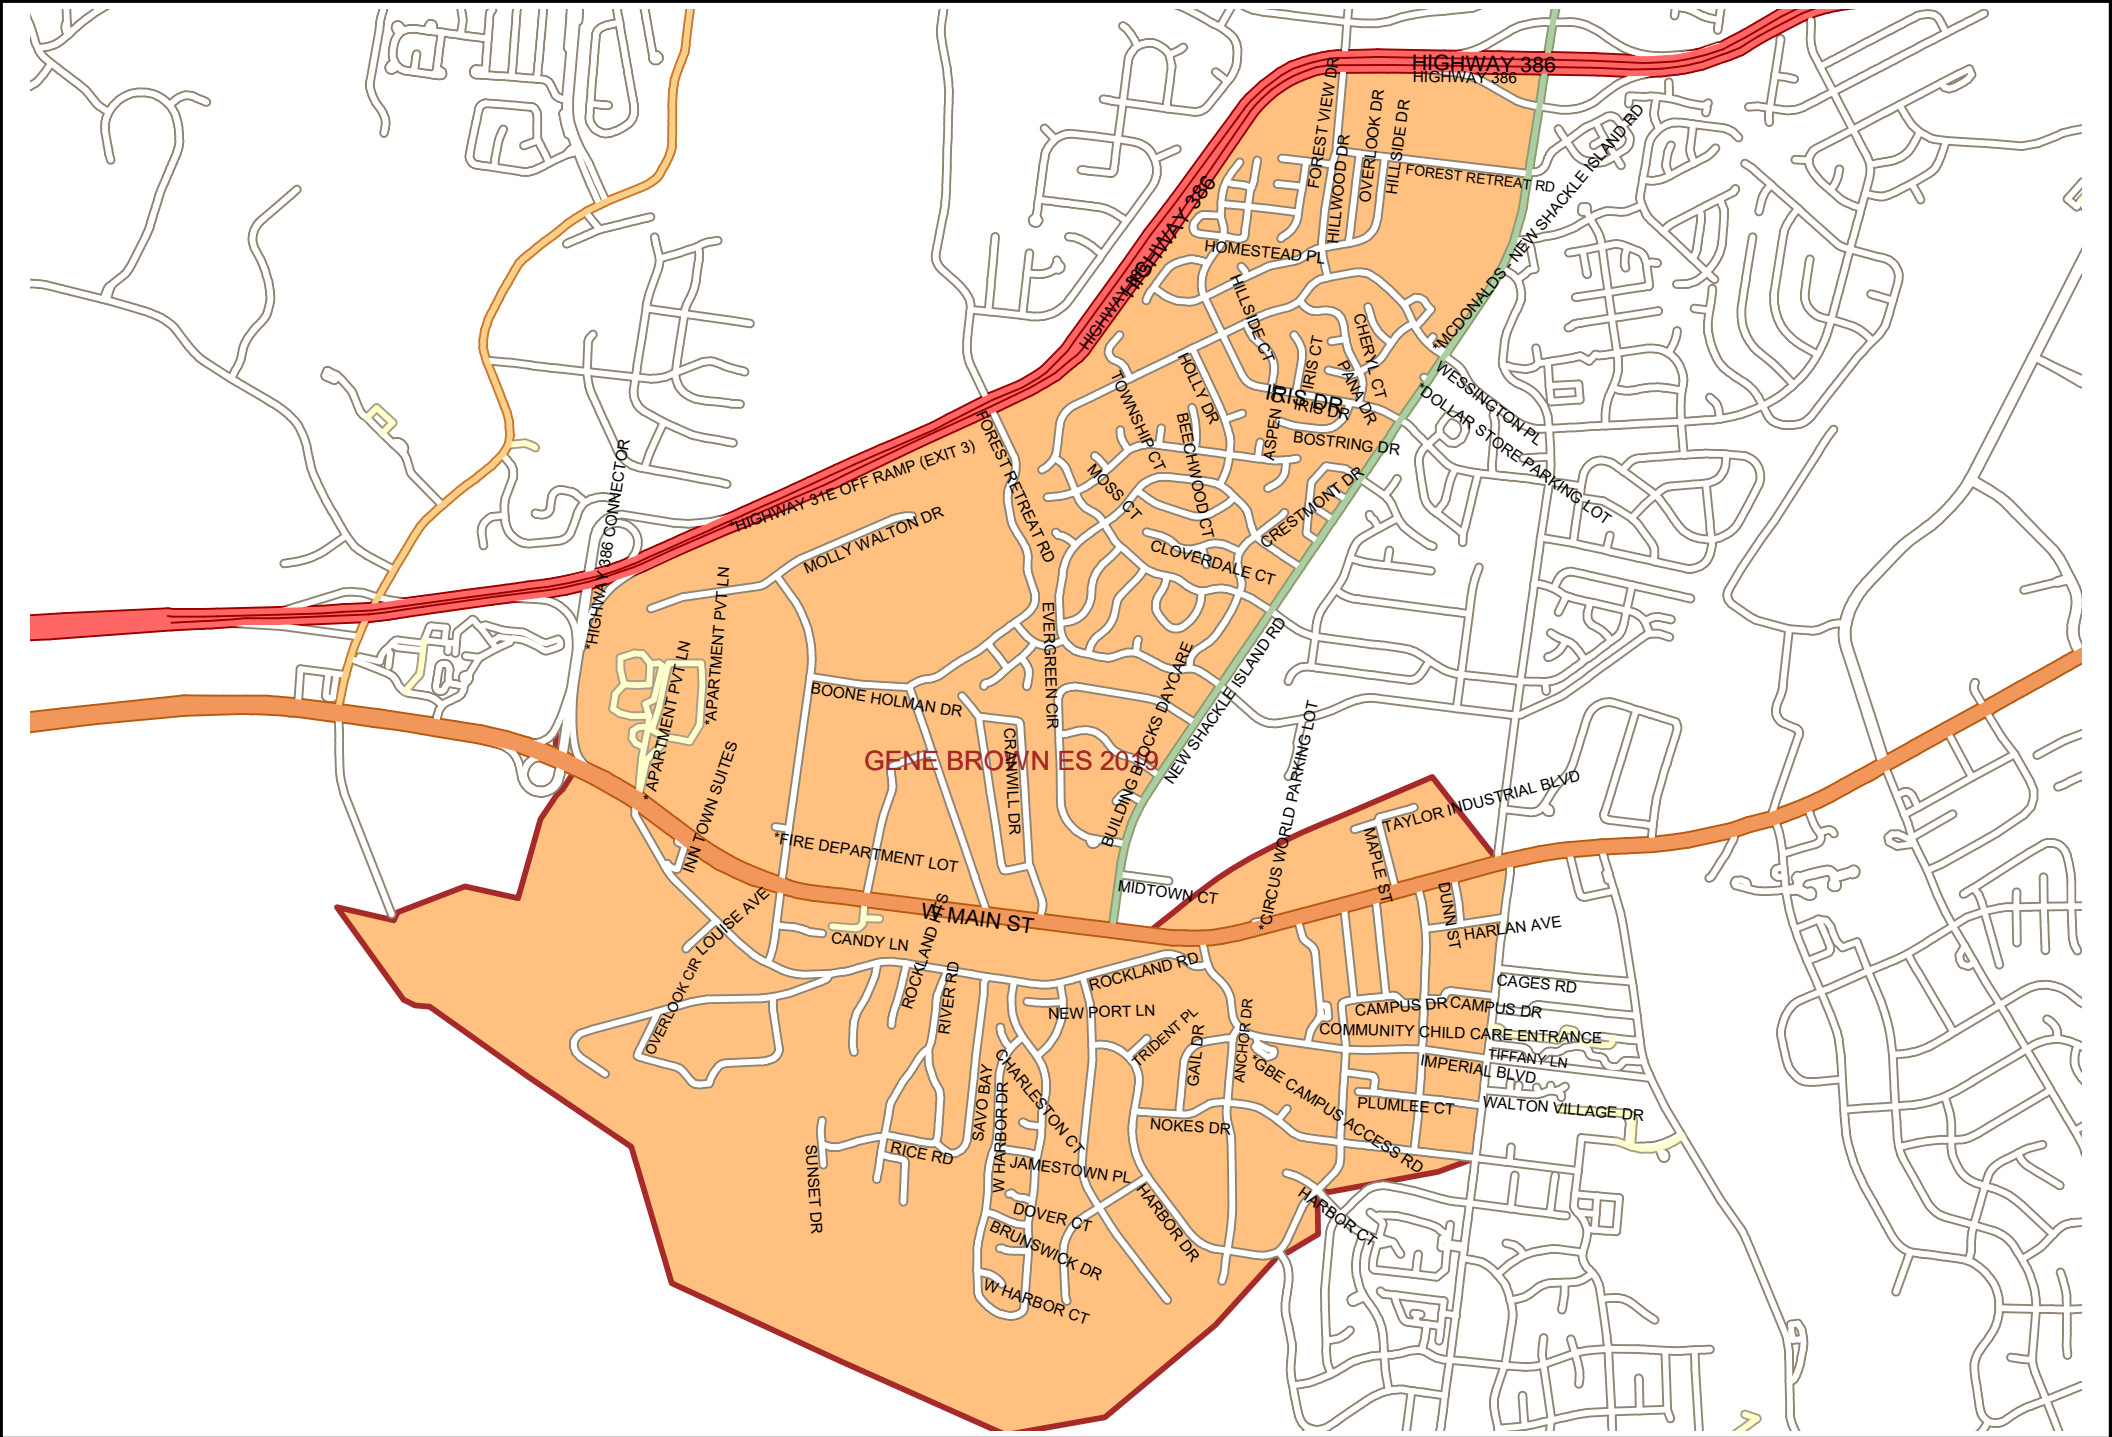 HIGHWAY 386
HIGHWAY 386
FOREST VIEW DR
HILLWOOD DR
OVERLOOK DR
HILLSIDE DR
FOREST RETREAT RD
*MCDONALDS - NEW SHACKLE ISLAND RD
HIGHWAY 386
HIGHWAY 386
HOMESTEAD PL
HILLSIDE CT
IRIS CT
CHERYL CT
PANA DR
IRIS DR
IRIS DR
WESSINGTON PL
*DOLLAR STORE PARKING LOT
TOWNSHIP CT
HOLLY DR
BEECHWOOD CT
BOSTRING DR
MOSS CT
CRESTMONT DR
CLOVERDALE CT
FOREST RETREAT RD
*HIGHWAY 31E OFF RAMP (EXIT 3)
*HIGHWAY 386 CONNECTOR
MOLLY WALTON DR
*APARTMENT PVT LN
* APARTMENT PVT LN
EVERGREEN CIR
NEW SHACKLE ISLAND RD
BUILDING BLOCKS DAYCARE
BOONE HOLMAN DR
CRANWILL DR
GENE BROWN ES 2019
INN TOWN SUITES
*FIRE DEPARTMENT LOT
*CIRCUS WORLD PARKING LOT
TAYLOR INDUSTRIAL BLVD
MAPLE ST
MIDTOWN CT
DUNN ST
HARLAN AVE
W MAIN ST
LOUISE AVE
OVERLOOK CIR
CANDY LN
RIVER RD
ROCKLAND RD
NEW PORT LN
TRIDENT PL
GAIL DR
ANCHOR DR
CAGES RD
CAMPUS DR
CAMPUS DR
COMMUNITY CHILD CARE ENTRANCE
TIFFANY LN
IMPERIAL BLVD
*GBE CAMPUS ACCESS RD
PLUMLEE CT
WALTON VILLAGE DR
SAVO BAY
W HARBOR DR
CHARLESTON CT
NOKES DR
SUNSET DR
RICE RD
JAMESTOWN PL
HARBOR DR
HARBOR CT
DOVER CT
BRUNSWICK DR
W HARBOR CT